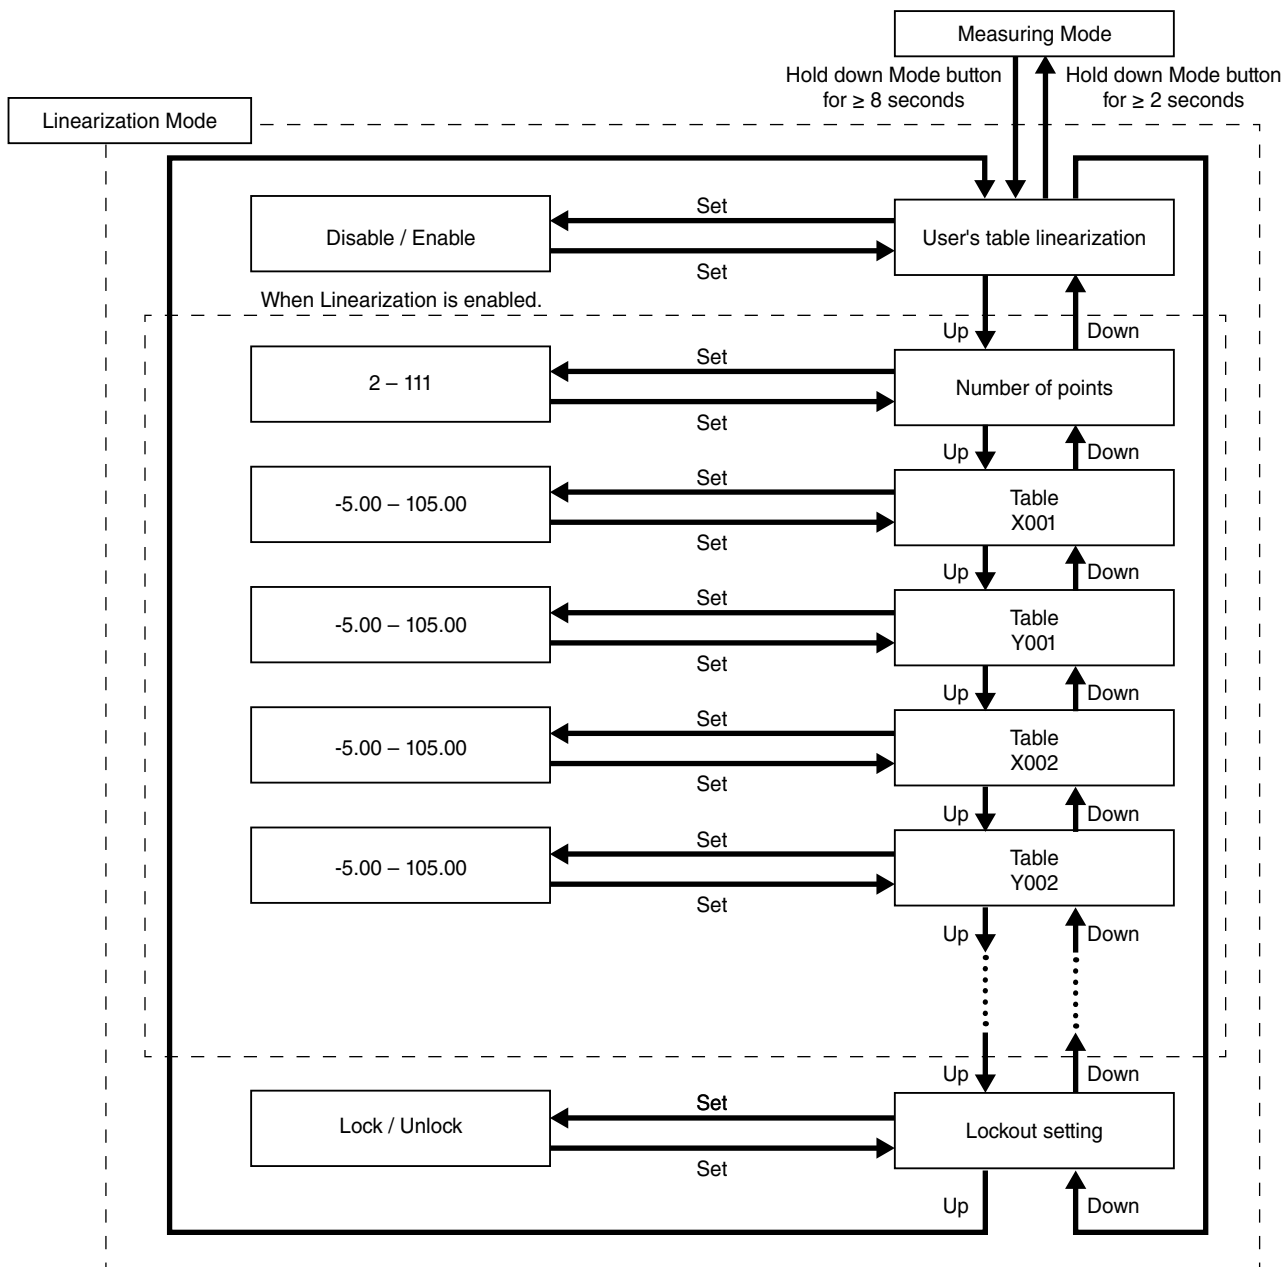 Measuring Mode
Hold down Mode button
for ≥ 8 seconds
Hold down Mode button
for ≥ 2 seconds
Linearization Mode
Set
Disable / Enable
User's table linearization
Set
When Linearization is enabled.
Up
Down
Set
2 – 111
Number of points
Set
Up
Down
Set
-5.00 – 105.00
Table
X001
Set
Up
Down
Set
-5.00 – 105.00
Table
Y001
Set
Up
Down
Set
-5.00 – 105.00
Table
X002
Set
Up
Down
Set
-5.00 – 105.00
Table
Y002
Set
Up
Down
Up
Down
Set
Lock / Unlock
Lockout setting
Set
Up
Down